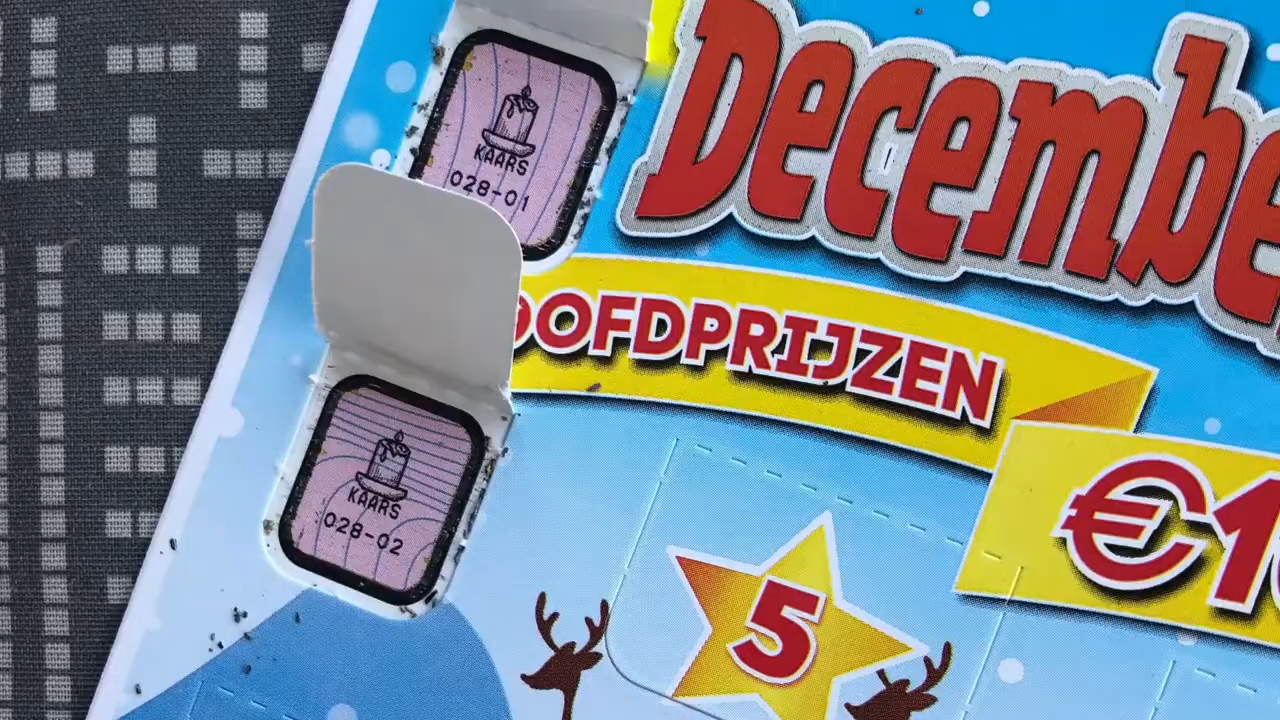 Decembe
KAARS
028-01
OOFDPRIJZEN
KAARS
028-02
€1
5